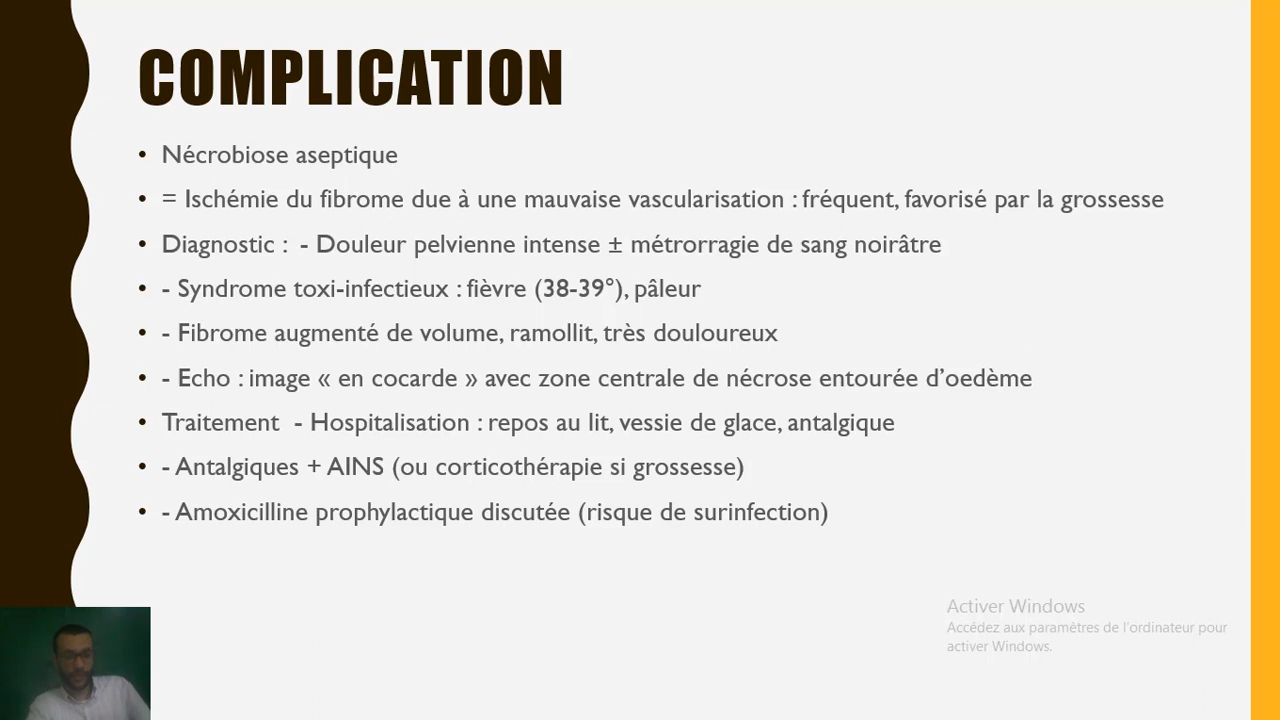 COMPLICATION
• Nécrobiose aseptique
• = Ischémie du fibrome due à une mauvaise vascularisation : fréquent, favorisé par la grossesse
• Diagnostic : - Douleur pelvienne intense ± métrorragie de sang noirâtre
• - Syndrome toxi-infectieux : fièvre (38-39°), pâleur
• - Fibrome augmenté de volume, ramollit, très douloureux
• - Echo : image « en cocarde » avec zone centrale de nécrose entourée d’oedème
• Traitement - Hospitalisation : repos au lit, vessie de glace, antalgique
• - Antalgiques + AINS (ou corticothérapie si grossesse)
• - Amoxicilline prophylactique discutée (risque de surinfection)
Activer Windows
Accédez aux paramètres de l’ordinateur pour
activer Windows.